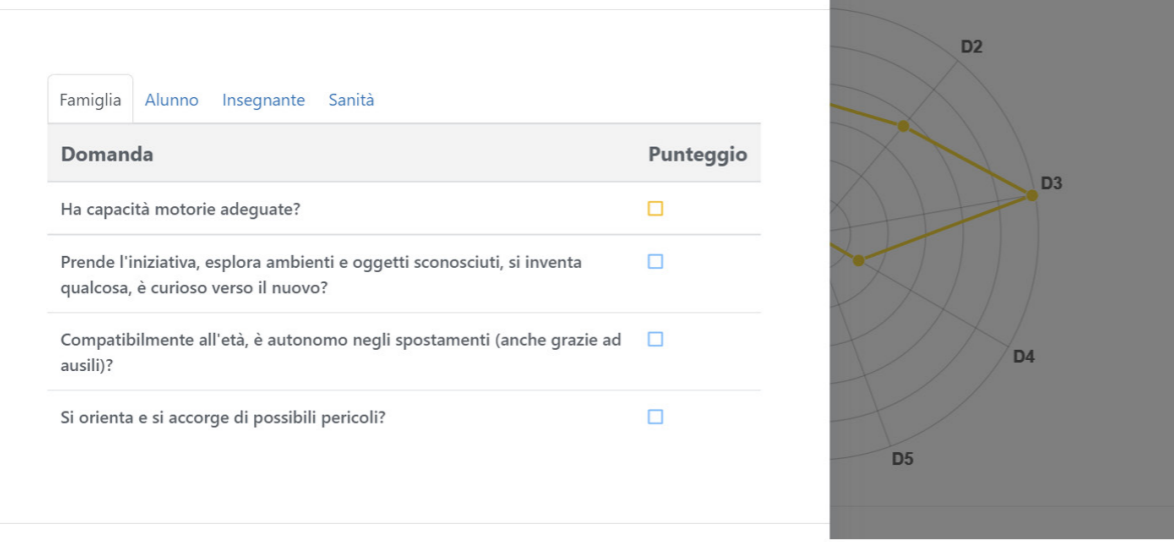 Famiglia Alunno Insegnante Sanità
Domanda Punteggio
Ha capacità motorie adeguate?
Prende l'iniziativa, esplora ambienti e oggetti sconosciuti, si inventa
qualcosa, è curioso verso il nuovo?
Compatibilmente all'età, è autonomo negli spostamenti (anche grazie ad
ausili)?
Si orienta e si accorge di possibili pericoli?
D2
D3
D4
D5